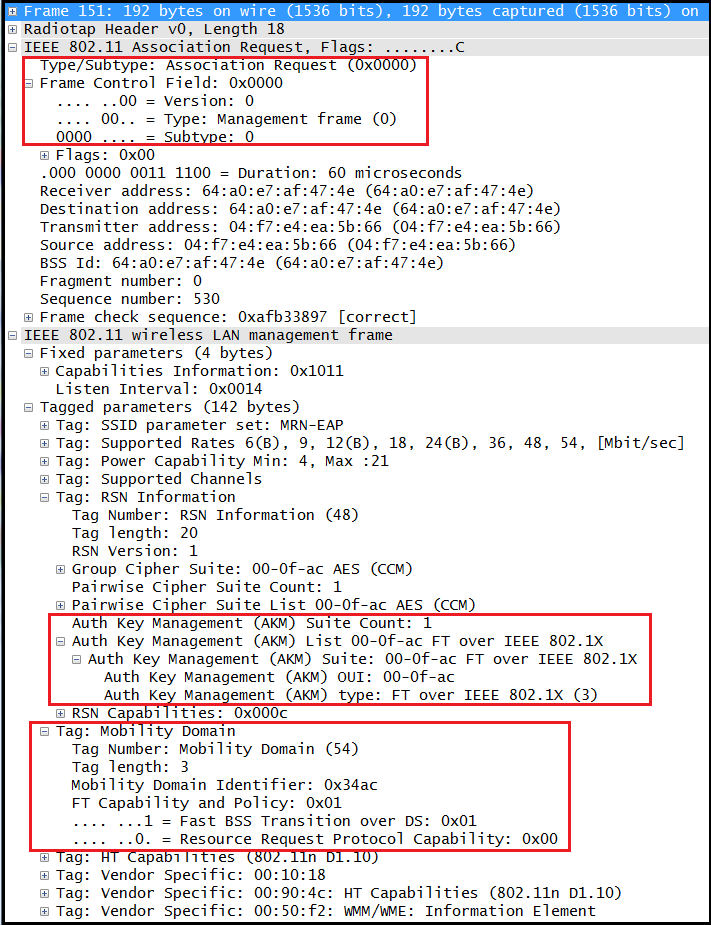 Frame 151: 192 bytes on wire (1536 bits), 192 bytes captured (1536 bits) on
Radiotap Header v0, Length 18
IEEE 802.11 Association Request, Flags: ........C
Type/Subtype: Association Request (0x0000)
Frame Control Field: 0x0000
.... ..00 = Version: 0
.... 00.. = Type: Management frame (0)
0000 .... = Subtype: 0
Flags: 0x00
.000 0000 0011 1100 = Duration: 60 microseconds
Receiver address: 64:a0:e7:af:47:4e (64:a0:e7:af:47:4e)
Destination address: 64:a0:e7:af:47:4e (64:a0:e7:af:47:4e)
Transmitter address: 04:f7:e4:ea:5b:66 (04:f7:e4:ea:5b:66)
Source address: 04:f7:e4:ea:5b:66 (04:f7:e4:ea:5b:66)
BSS Id: 64:a0:e7:af:47:4e (64:a0:e7:af:47:4e)
Fragment number: 0
Sequence number: 530
Frame check sequence: 0xafb33897 [correct]
IEEE 802.11 wireless LAN management frame
Fixed parameters (4 bytes)
Capabilities Information: 0x1011
Listen Interval: 0x0014
Tagged parameters (142 bytes)
Tag: SSID parameter set: MRN-EAP
Tag: Supported Rates 6(B), 9, 12(B), 18, 24(B), 36, 48, 54, [Mbit/sec]
Tag: Power Capability Min: 4, Max :21
Tag: Supported Channels
Tag: RSN Information
Tag Number: RSN Information (48)
Tag length: 20
RSN Version: 1
Group Cipher Suite: 00-0f-ac AES (CCM)
Pairwise Cipher Suite Count: 1
Pairwise Cipher Suite List 00-0f-ac AES (CCM)
Auth Key Management (AKM) Suite Count: 1
Auth Key Management (AKM) List 00-0f-ac FT over IEEE 802.1X
Auth Key Management (AKM) Suite: 00-0f-ac FT over IEEE 802.1X
Auth Key Management (AKM) OUI: 00-0f-ac
Auth Key Management (AKM) type: FT over IEEE 802.1X (3)
RSN Capabilities: 0x000c
Tag: Mobility Domain
Tag Number: Mobility Domain (54)
Tag length: 3
Mobility Domain Identifier: 0x34ac
FT Capability and Policy: 0x01
.... ...1 = Fast BSS Transition over DS: 0x01
.... ..0. = Resource Request Protocol Capability: 0x00
Tag: HT Capabilities (802.11n D1.10)
Tag: Vendor Specific: 00:10:18
Tag: Vendor Specific: 00:90:4c: HT Capabilities (802.11n D1.10)
Tag: Vendor Specific: 00:50:f2: WMM/WME: Information Element